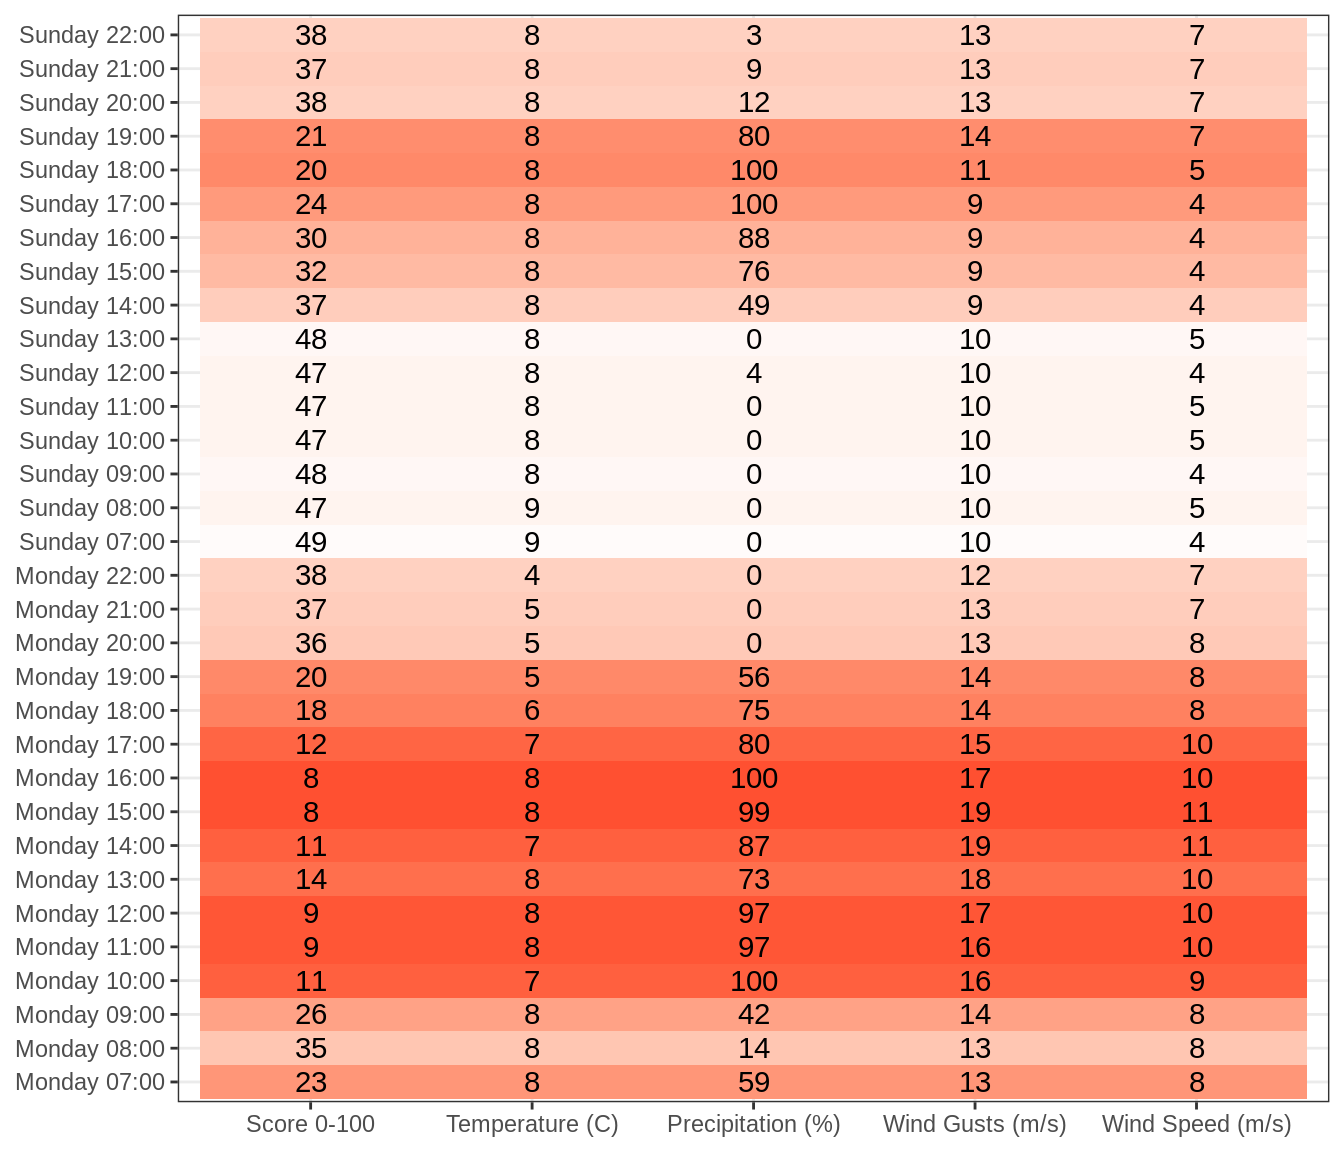 Sunday 22:00 38 8 3 13 7
Sunday 21:00 37 8 9 13 7
Sunday 20:00 38 8 12 13 7
Sunday 19:00 21 8 80 14 7
Sunday 18:00 20 8 100 11 5
Sunday 17:00 24 8 100 9 4
Sunday 16:00 30 8 88 9 4
Sunday 15:00 32 8 76 9 4
Sunday 14:00 37 8 49 9 4
Sunday 13:00 48 8 0 10 5
Sunday 12:00 47 8 4 10 4
Sunday 11:00 47 8 0 10 5
Sunday 10:00 47 8 0 10 5
Sunday 09:00 48 8 0 10 4
Sunday 08:00 47 9 0 10 5
Sunday 07:00 49 9 0 10 4
Monday 22:00 38 4 0 12 7
Monday 21:00 37 5 0 13 7
Monday 20:00 36 5 0 13 8
Monday 19:00 20 5 56 14 8
Monday 18:00 18 6 75 14 8
Monday 17:00 12 7 80 15 10
Monday 16:00 8 8 100 17 10
Monday 15:00 8 8 99 19 11
Monday 14:00 11 7 87 19 11
Monday 13:00 14 8 73 18 10
Monday 12:00 9 8 97 17 10
Monday 11:00 9 8 97 16 10
Monday 10:00 11 7 100 16 9
Monday 09:00 26 8 42 14 8
Monday 08:00 35 8 14 13 8
Monday 07:00 23 8 59 13 8
Score 0-100 Temperature (C) Precipitation (%) Wind Gusts (m/s) Wind Speed (m/s)